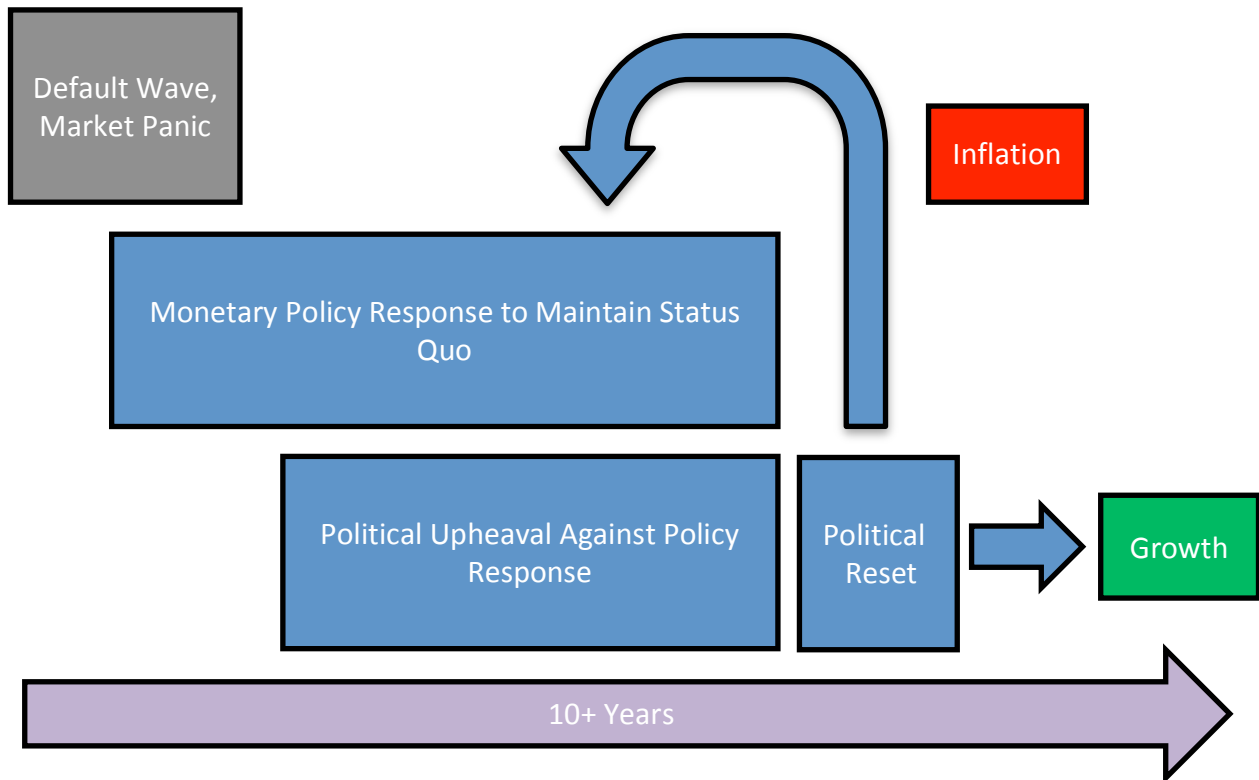 Default Wave,
Market Panic
Inflation
Monetary Policy Response to Maintain Status
Quo
Political Upheaval Against Policy
Response
Political
Reset
Growth
10+ Years